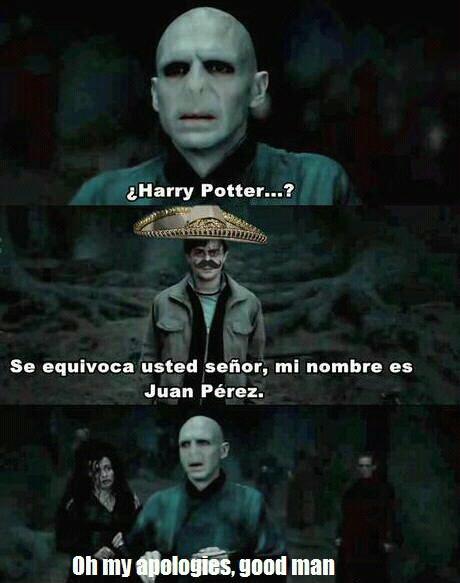 ¿Harry Potter...?
Se equivoca usted señor, mi nombre es
Juan Pérez.
Oh my apologies, good man